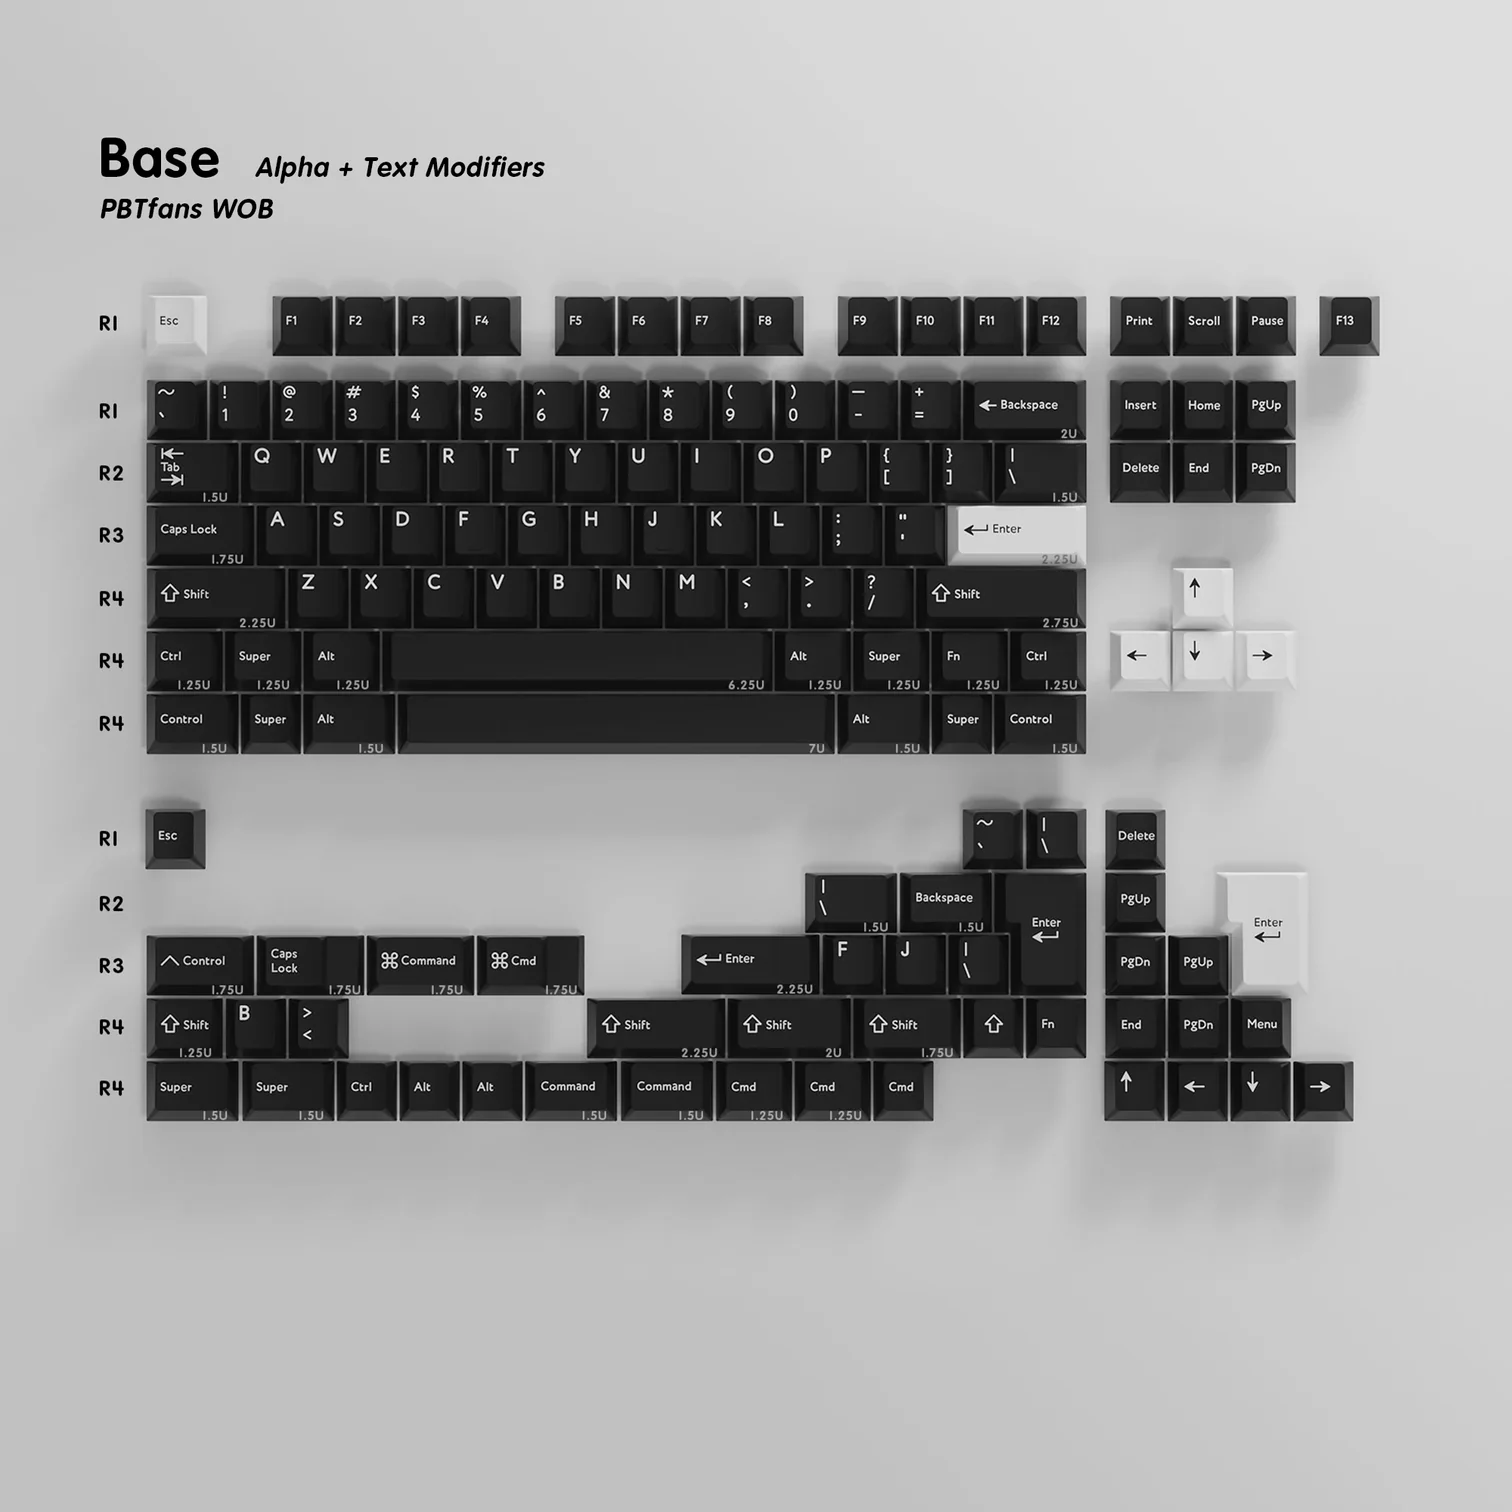 Base Alpha + Text Modifiers
PBTfans WOB
R1 Esc F1 F2 F3 F4 F5 F6 F7 F8 F9 F10 F11 F12 Print Scroll Pause F13
~ ! @ # $ % ^ & * ( ) — +
R1 ` 1 2 3 4 5 6 7 8 9 0 - = ← Backspace Insert Home PgUp
2U
Q W E R T Y U I O P { } |
R2 Tab [ ] \ Delete End PgDn
1.5U 1.5U
A S D F G H J K L : "
R3 Caps Lock ; ' Enter
1.75U 2.25U
Z X C V B N M < > ? ↑
R4 Shift , . / Shift
2.25U 2.75U
R4 Ctrl Super Alt Alt Super Fn Ctrl ← ↓ →
1.25U 1.25U 1.25U 6.25U 1.25U 1.25U 1.25U 1.25U
R4 Control Super Alt Alt Super Control
1.5U 1.5U 7U 1.5U 1.5U
~ |
R1 Esc ` \ Delete
|
R2 \ Backspace Enter PgUp Enter
1.5U 1.5U
F J |
R3 Control Caps Lock ⌘ Command ⌘ Cmd Enter \ PgDn PgUp
1.75U 1.75U 1.75U 1.75U 2.25U
B >
R4 Shift < Shift Shift Shift ⇧ Fn End PgDn Menu
1.25U 2.25U 2U 1.75U
R4 Super Super Ctrl Alt Alt Command Command Cmd Cmd Cmd ↑ ← ↓ →
1.5U 1.5U 1.5U 1.5U 1.25U 1.25U